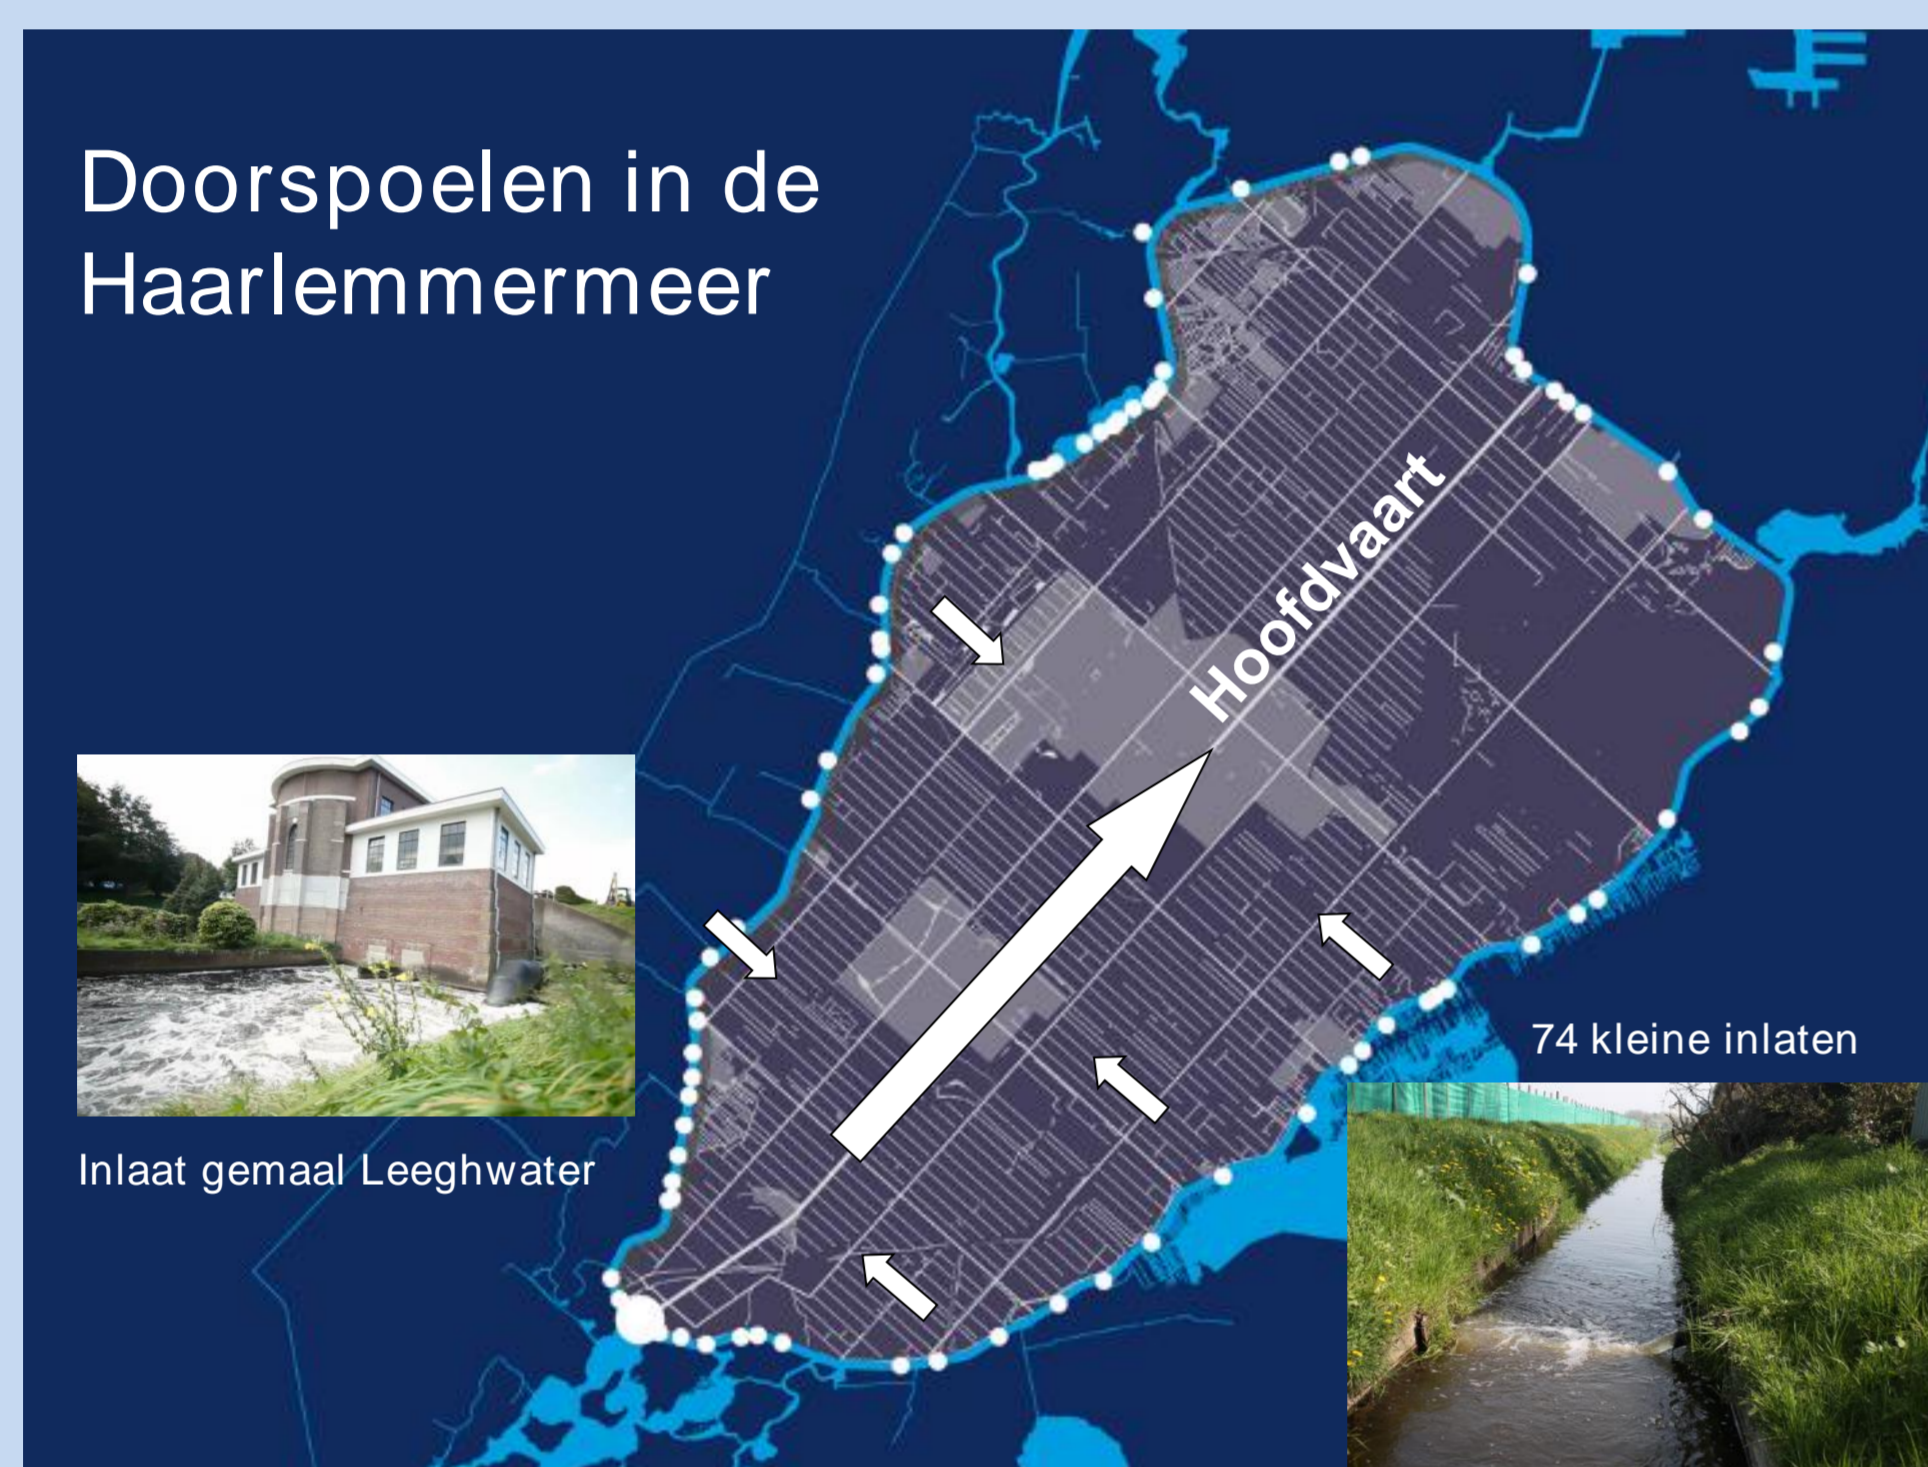 Doorspoelen in de
Haarlemmermeer
Hoofdvaart
74 kleine inlaten
Inlaat gemaal Leeghwater